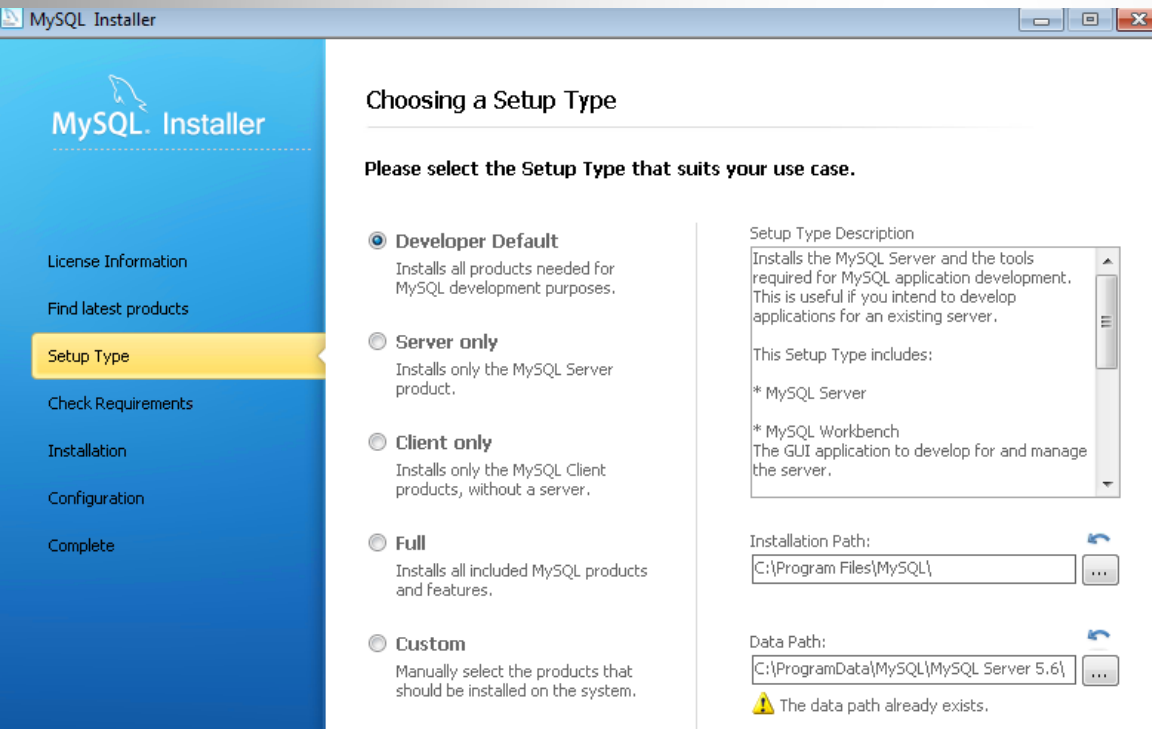 MySQL Installer
MySQL. Installer
License Information
Find latest products
Setup Type
Check Requirements
Installation
Configuration
Complete
Choosing a Setup Type
Please select the Setup Type that suits your use case.
Developer Default
Installs all products needed for
MySQL development purposes.
Server only
Installs only the MySQL Server
product.
Client only
Installs only the MySQL Client
products, without a server.
Full
Installs all included MySQL products
and features.
Custom
Manually select the products that
should be installed on the system.
Setup Type Description
Installs the MySQL Server and the tools
required for MySQL application development.
This is useful if you intend to develop
applications for an existing server.
This Setup Type includes:
* MySQL Server
* MySQL Workbench
The GUI application to develop for and manage
the server.
Installation Path:
C:\Program Files\MySQL\
...
Data Path:
C:\ProgramData\MySQL\MySQL Server 5.6\
...
The data path already exists.